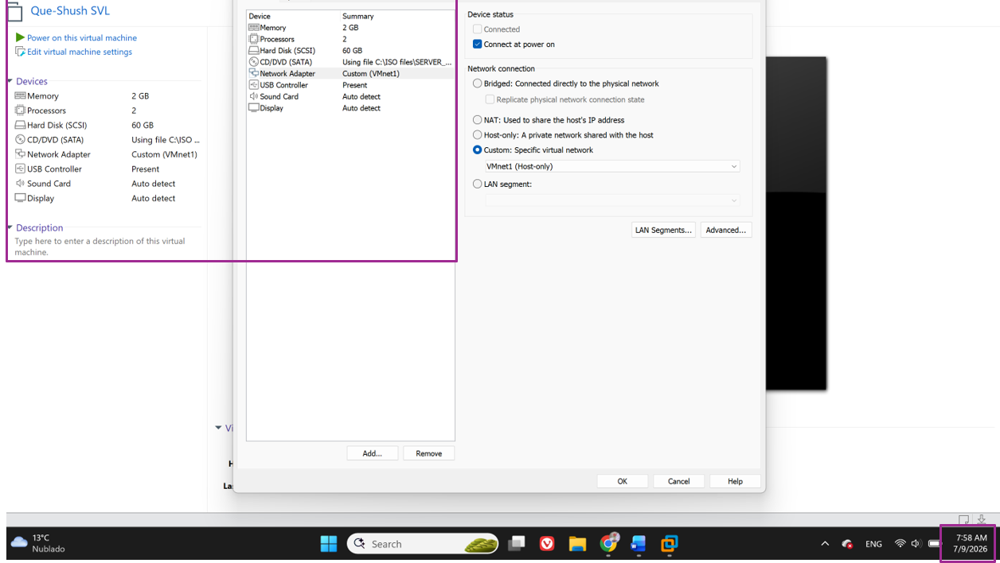 Que-Shush SVL
Power on this virtual machine
Edit virtual machine settings
Devices
Memory 2 GB
Processors 2
Hard Disk (SCSI) 60 GB
CD/DVD (SATA) Using file C:\ISO ...
Network Adapter Custom (VMnet1)
USB Controller Present
Sound Card Auto detect
Display Auto detect
Description
Type here to enter a description of this virtual
machine.
Device Summary
Memory 2 GB
Processors 2
Hard Disk (SCSI) 60 GB
CD/DVD (SATA) Using file C:\ISO files\SERVER_...
Network Adapter Custom (VMnet1)
USB Controller Present
Sound Card Auto detect
Display Auto detect
Add... Remove
Device status
Connected
Connect at power on
Network connection
Bridged: Connected directly to the physical network
Replicate physical network connection state
NAT: Used to share the host's IP address
Host-only: A private network shared with the host
Custom: Specific virtual network
VMnet1 (Host-only)
LAN segment:
LAN Segments... Advanced...
OK Cancel Help
Vi
H
La
13°C
Nublado
Search
ENG
7:58 AM
7/9/2026